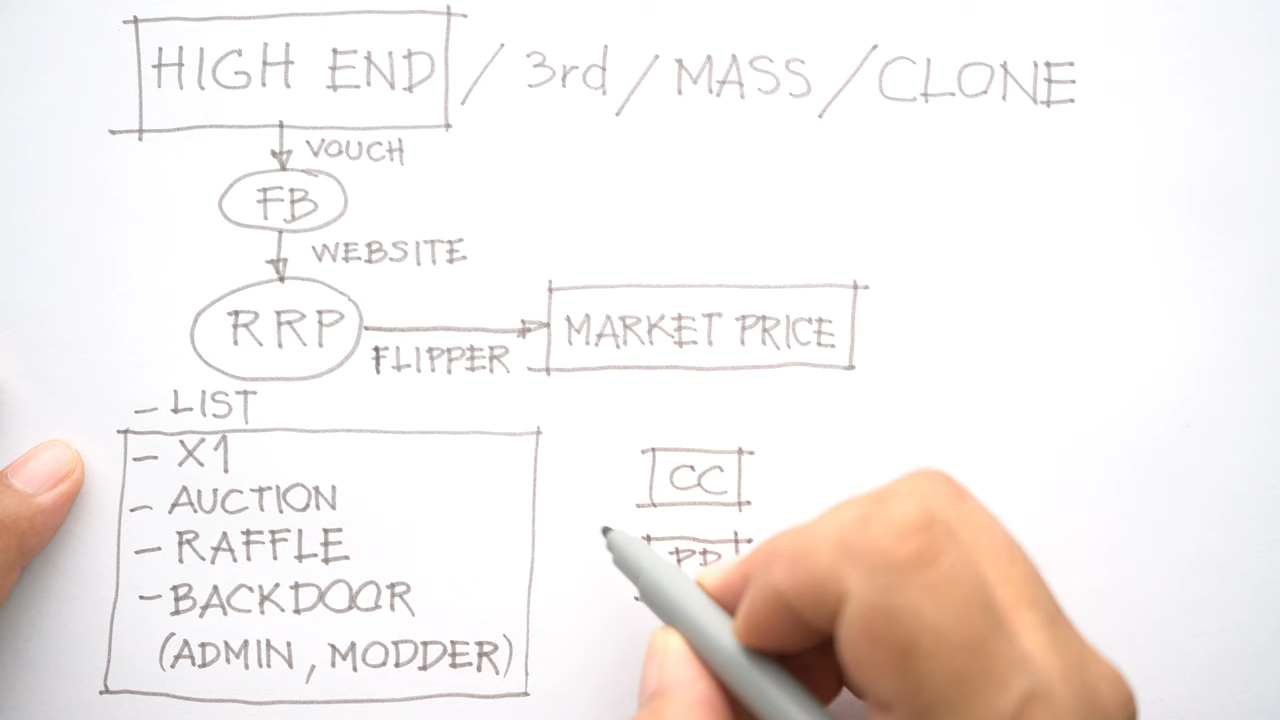 HIGH END / 3rd / MASS / CLONE
VOUCH
FB
WEBSITE
RRP
FLIPPER
MARKET PRICE
- LIST
- X1
- AUCTION
- RAFFLE
- BACKDOOR
(ADMIN, MODDER)
CC